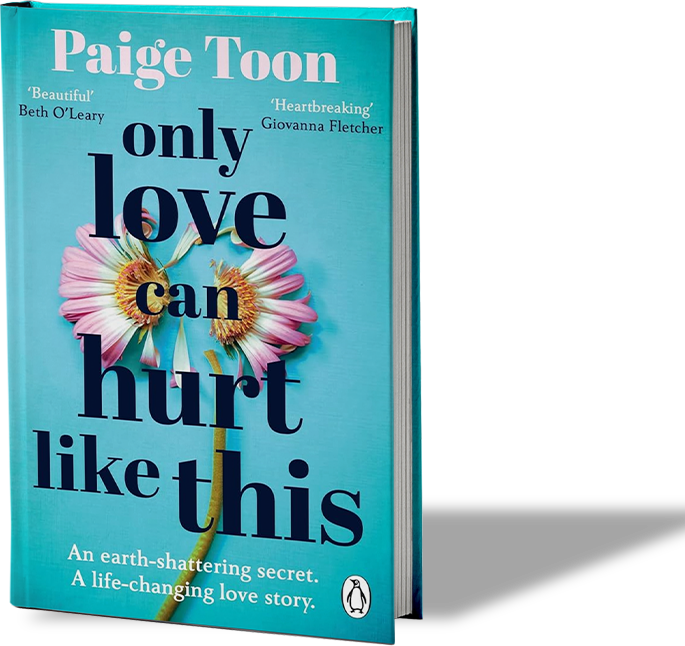 Paige Toon
‘Beautiful’
Beth O’Leary
‘Heartbreaking’
Giovanna Fletcher
only
love
can
hurt
like this
An earth-shattering secret.
A life-changing love story.